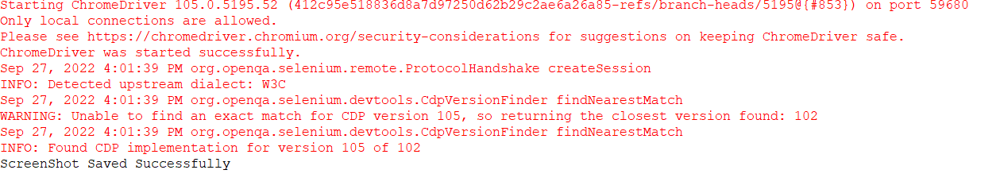 Starting ChromeDriver 105.0.5195.52 (412c95e518836d8a7d97250d62b29c2ae6a26a85-refs/branch-heads/5195@{#853}) on port 59680
Only local connections are allowed.
Please see https://chromedriver.chromium.org/security-considerations for suggestions on keeping ChromeDriver safe.
ChromeDriver was started successfully.
Sep 27, 2022 4:01:39 PM org.openqa.selenium.remote.ProtocolHandshake createSession
INFO: Detected upstream dialect: W3C
Sep 27, 2022 4:01:39 PM org.openqa.selenium.devtools.CdpVersionFinder findNearestMatch
WARNING: Unable to find an exact match for CDP version 105, so returning the closest version found: 102
Sep 27, 2022 4:01:39 PM org.openqa.selenium.devtools.CdpVersionFinder findNearestMatch
INFO: Found CDP implementation for version 105 of 102
ScreenShot Saved Successfully